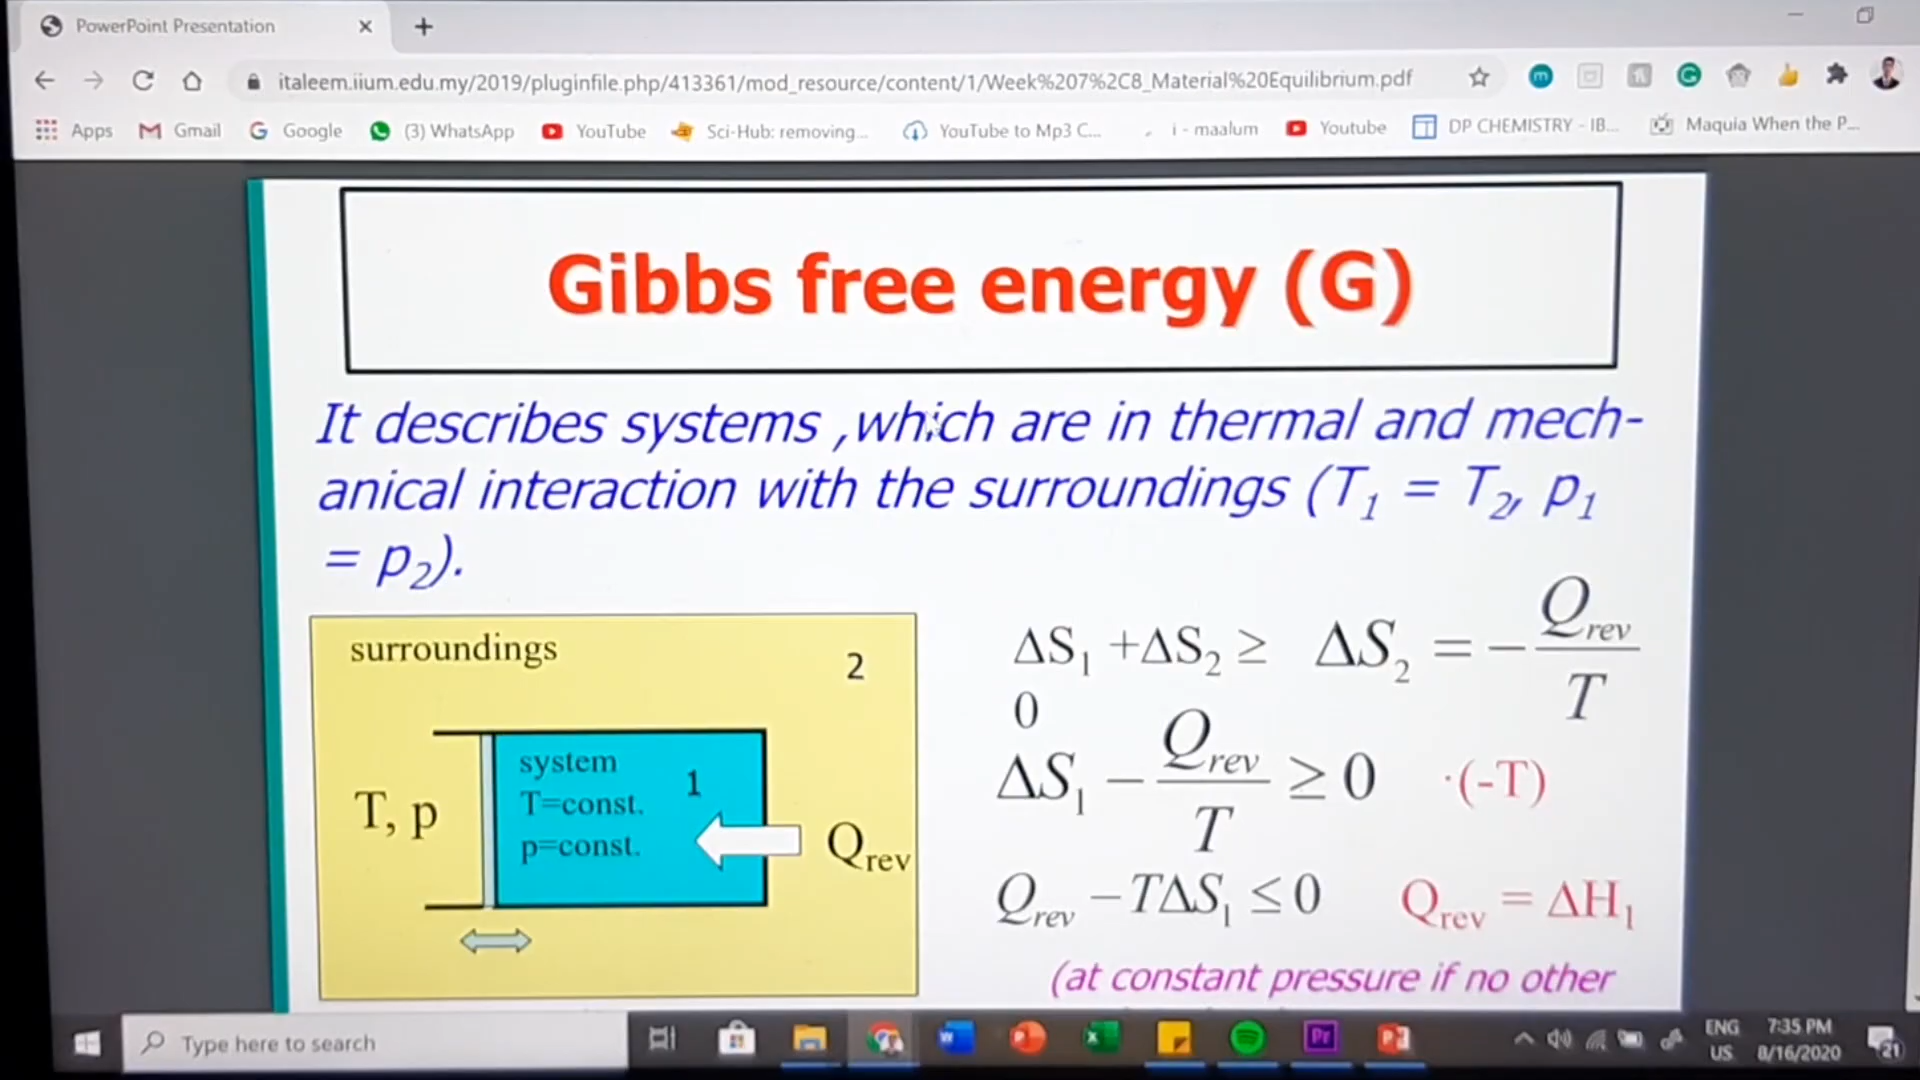 PowerPoint Presentation
italeem.iium.edu.my/2019/pluginfile.php/413361/mod_resource/content/1/Week%207%2C8_Material%20Equilibrium.pdf
Apps Gmail Google (3) WhatsApp YouTube Sci-Hub: removing... YouTube to Mp3 C... i - maalum Youtube DP CHEMISTRY - IB... Maquia When the P...
Gibbs free energy (G)
It describes systems ,which are in thermal and mech-
anical interaction with the surroundings (T₁ = T₂, p₁
= p₂).
surroundings
2
system
1
T=const.
p=const.
T, p
Qrev
ΔS₁ +ΔS₂ ≥ 0
ΔS₂ = − Qrev / T
ΔS₁ − Qrev / T ≥ 0 ·(-T)
Qrev − TΔS₁ ≤ 0 Qrev = ΔH₁
(at constant pressure if no other
Type here to search
ENG 7:35 PM
US 8/16/2020
21